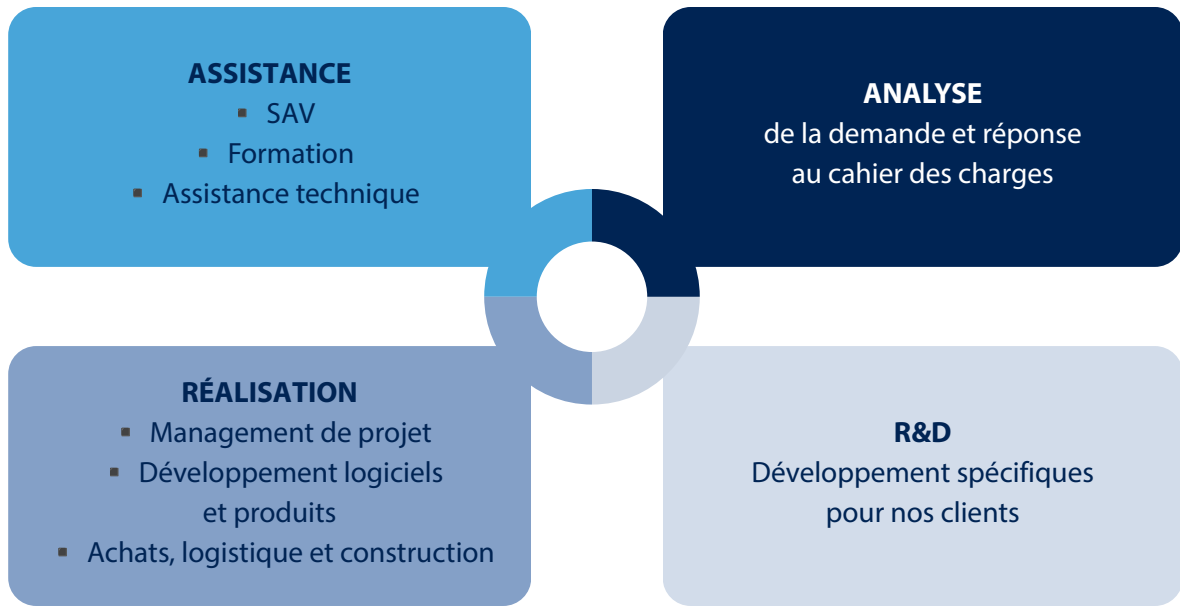 ASSISTANCE
▪ SAV
▪ Formation
▪ Assistance technique
ANALYSE
de la demande et réponse
au cahier des charges
RÉALISATION
▪ Management de projet
▪ Développement logiciels
et produits
▪ Achats, logistique et construction
R&D
Développement spécifiques
pour nos clients